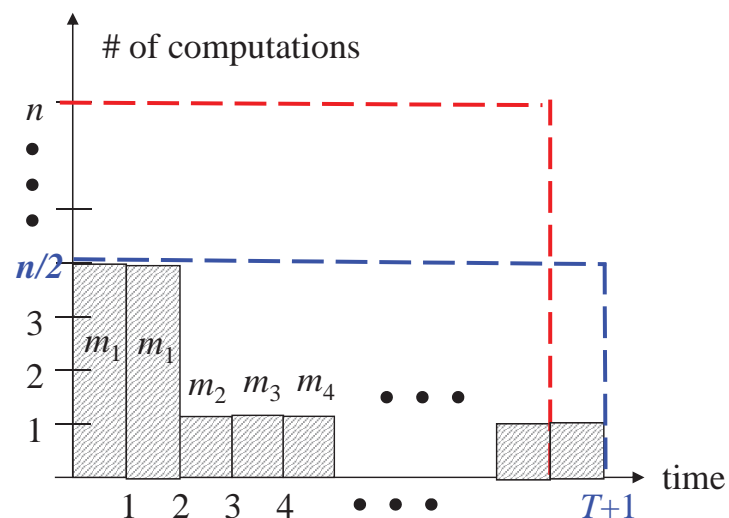 # of computations
n
n/2
3
2
1
m₁ m₁ m₂ m₃ m₄
1 2 3 4 T+1
time